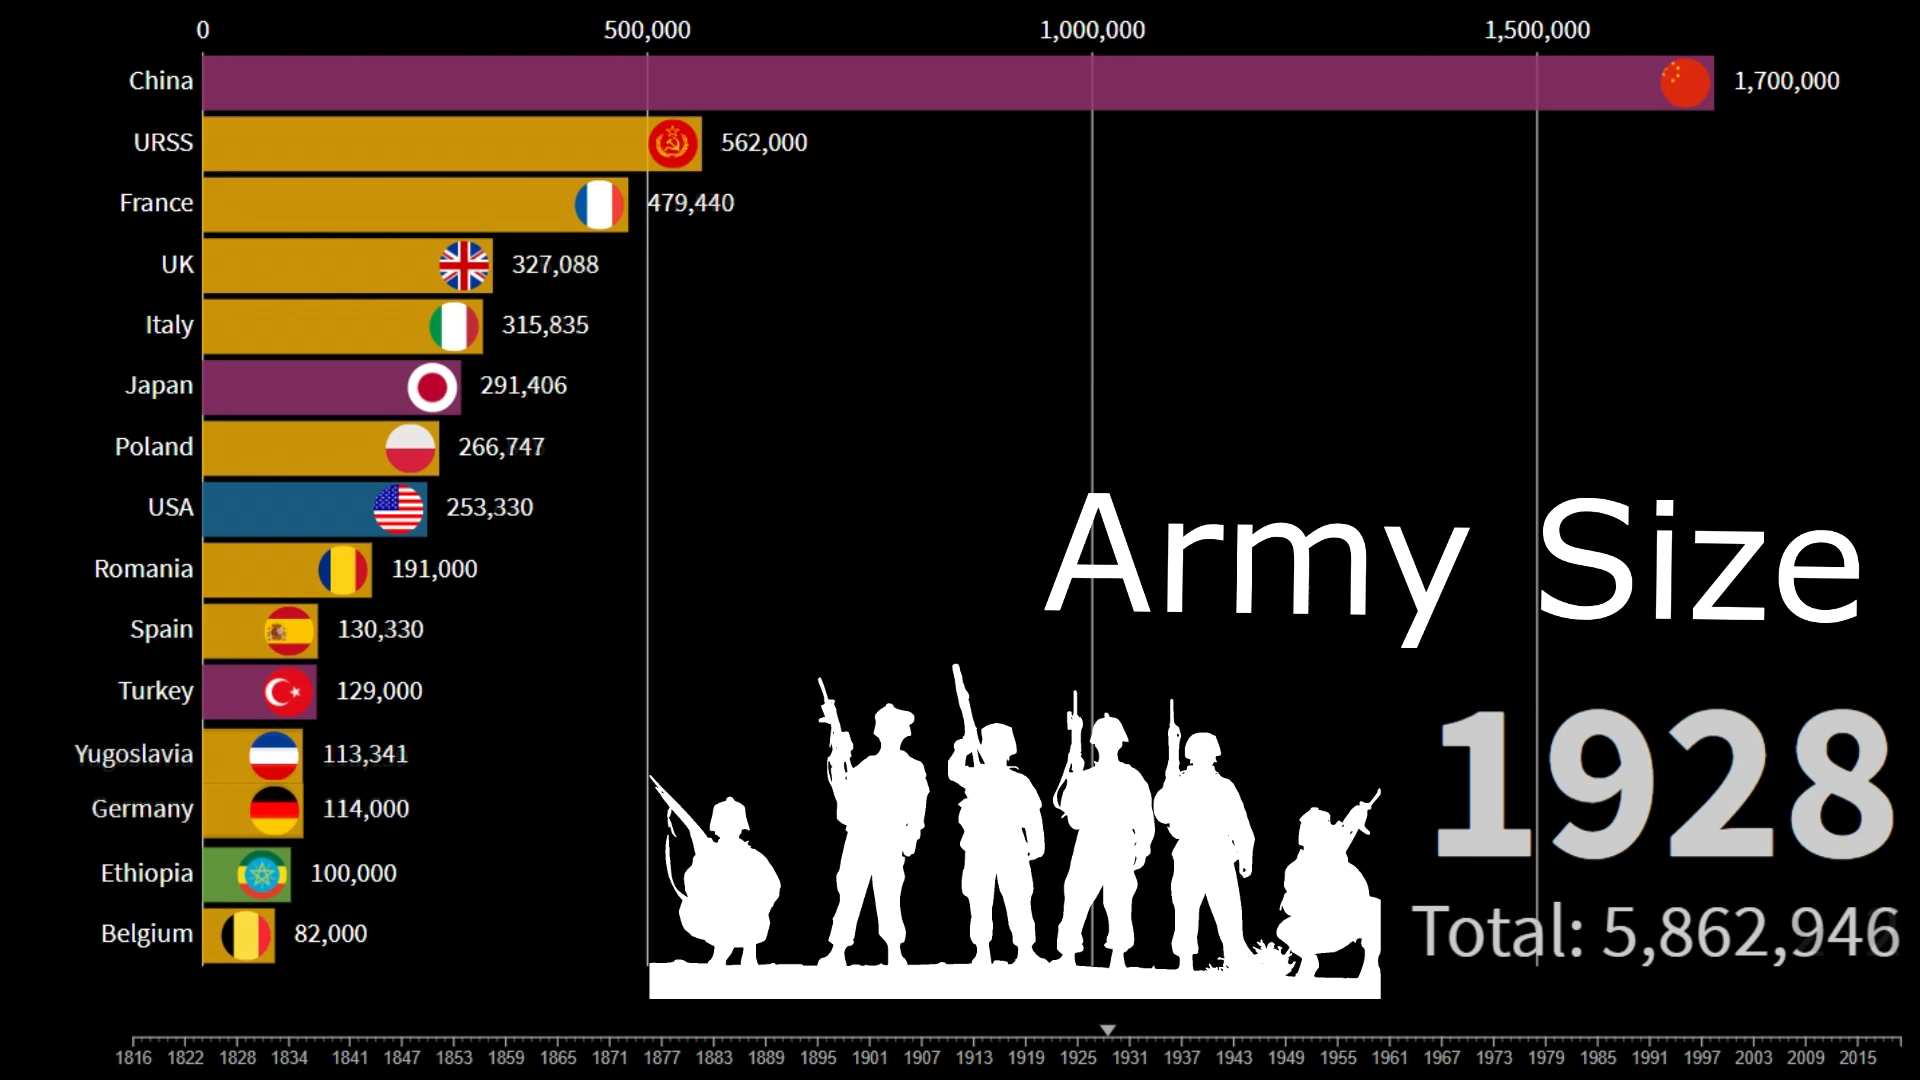 0 500,000 1,000,000 1,500,000
China 1,700,000
URSS 562,000
France 479,440
UK 327,088
Italy 315,835
Japan 291,406
Poland 266,747
USA 253,330
Romania 191,000
Spain 130,330
Turkey 129,000
Yugoslavia 113,341
Germany 114,000
Ethiopia 100,000
Belgium 82,000
Army Size
1928
Total: 5,862,946
1816 1822 1828 1834 1841 1847 1853 1859 1865 1871 1877 1883 1889 1895 1901 1907 1913 1919 1925 1931 1937 1943 1949 1955 1961 1967 1973 1979 1985 1991 1997 2003 2009 2015